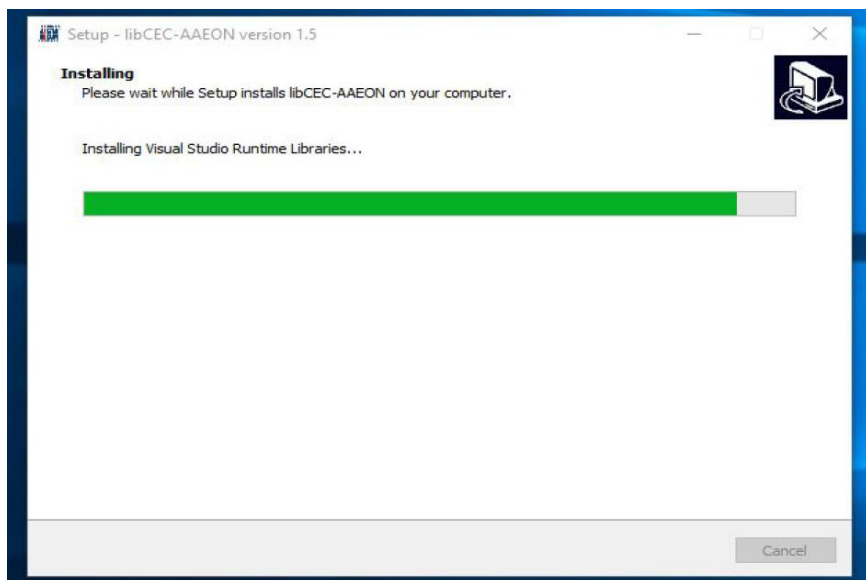 Setup - libCEC-AAEON version 1.5
Installing
Please wait while Setup installs libCEC-AAEON on your computer.
Installing Visual Studio Runtime Libraries...
Cancel